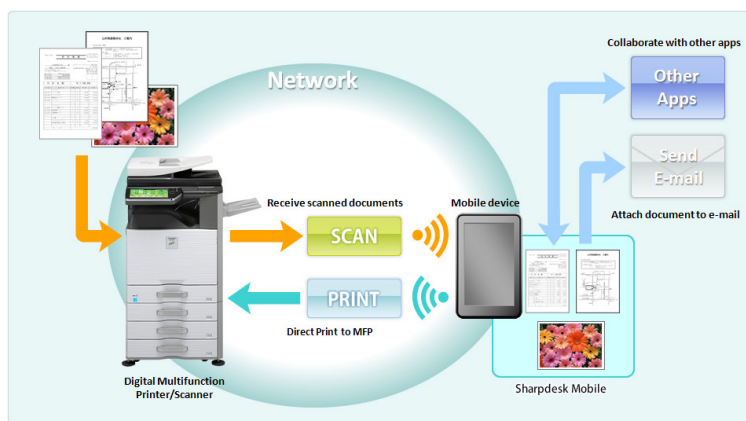 Collaborate with other apps
Network
Other
Apps
Send
E-mail
Receive scanned documents
Mobile device
Attach document to e-mail
SCAN
PRINT
Direct Print to MFP
Digital Multifunction
Printer/Scanner
Sharpdesk Mobile